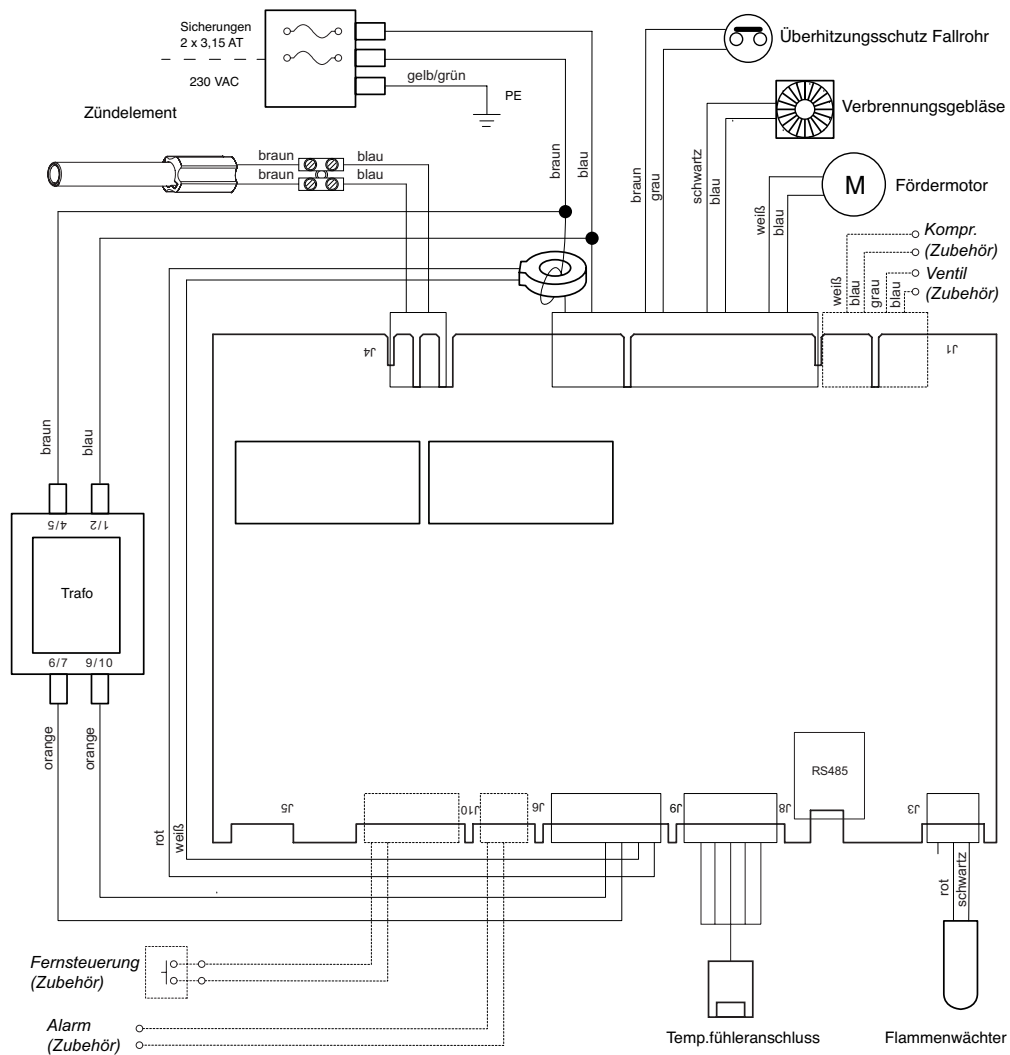 Sicherungen
2 x 3,15 AT
230 VAC
gelb/grün
PE
Zündelement
Überhitzungsschutz Fallrohr
Verbrennungsgebläse
M
Fördermotor
Kompr.
(Zubehör)
Ventil
(Zubehör)
braun
braun
blau
blau
braun
blau
braun
grau
schwartz
blau
weiß
blau
weiß
blau
grau
blau
J4
J1
braun
blau
4/5
1/2
Trafo
6/7
9/10
orange
orange
rot
weiß
RS485
J5
J10
J6
J9
J8
J3
rot
schwartz
Fernsteuerung
(Zubehör)
Alarm
(Zubehör)
Temp.fühleranschluss
Flammenwächter